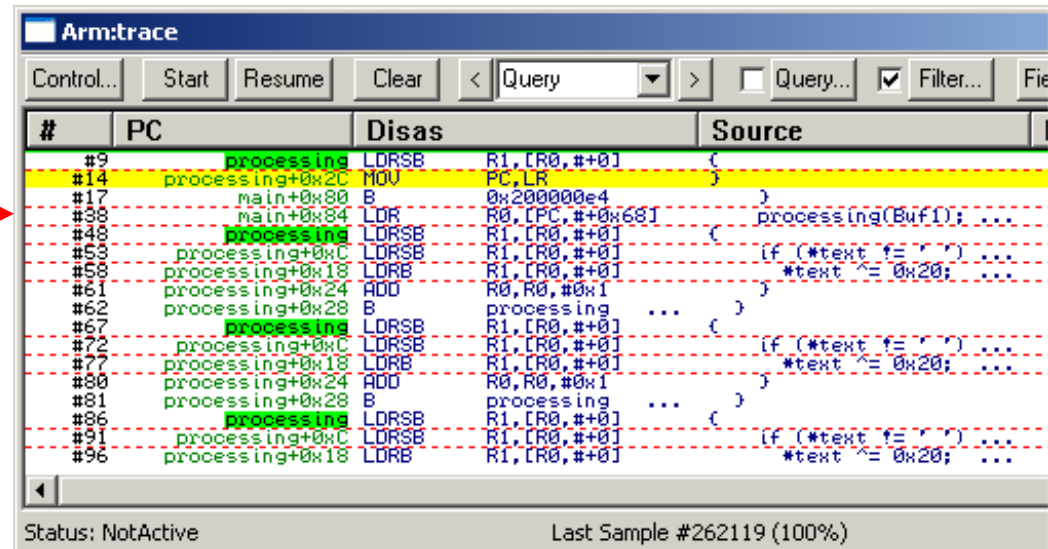 Arm:trace
Control... Start Resume Clear < Query > Query... Filter... Fie
# PC Disas Source
#9 processing LDRSB R1,[R0,#+0] {
#14 processing+0x2C MOV PC,LR }
#17 main+0x80 B 0x200000e4 }
#38 main+0x84 LDR R0,[PC,#+0x68] processing(Buf1); ...
#48 processing LDRSB R1,[R0,#+0] {
#53 processing+0xC LDRSB R1,[R0,#+0] if (*text != ' ') ...
#58 processing+0x18 LDRB R1,[R0,#+0] *text ^= 0x20; ...
#61 processing+0x24 ADD R0,R0,#0x1 }
#62 processing+0x28 B processing ... }
#67 processing LDRSB R1,[R0,#+0] {
#72 processing+0xC LDRSB R1,[R0,#+0] if (*text != ' ') ...
#77 processing+0x18 LDRB R1,[R0,#+0] *text ^= 0x20; ...
#80 processing+0x24 ADD R0,R0,#0x1 }
#81 processing+0x28 B processing ... }
#86 processing LDRSB R1,[R0,#+0] {
#91 processing+0xC LDRSB R1,[R0,#+0] if (*text != ' ') ...
#96 processing+0x18 LDRB R1,[R0,#+0] *text ^= 0x20; ...
Status: NotActive Last Sample #262119 (100%)